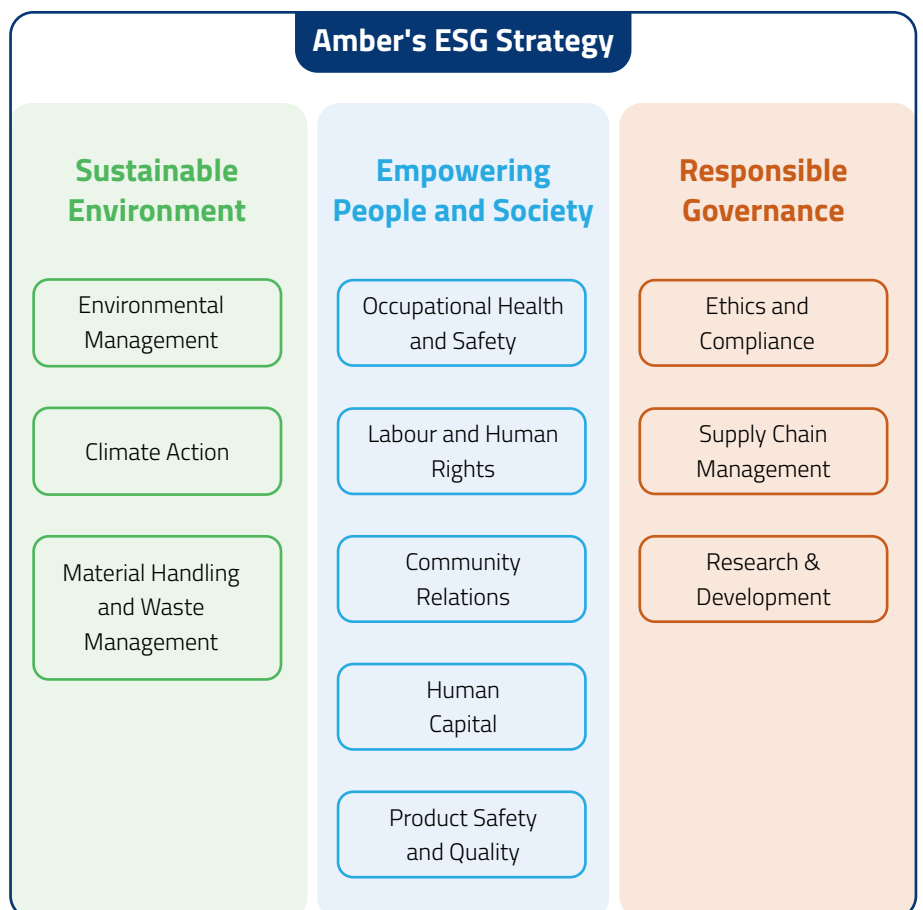 Amber's ESG Strategy
Sustainable
Environment
Environmental
Management
Climate Action
Material Handling
and Waste
Management
Empowering
People and Society
Occupational Health
and Safety
Labour and Human
Rights
Community
Relations
Human
Capital
Product Safety
and Quality
Responsible
Governance
Ethics and
Compliance
Supply Chain
Management
Research &
Development